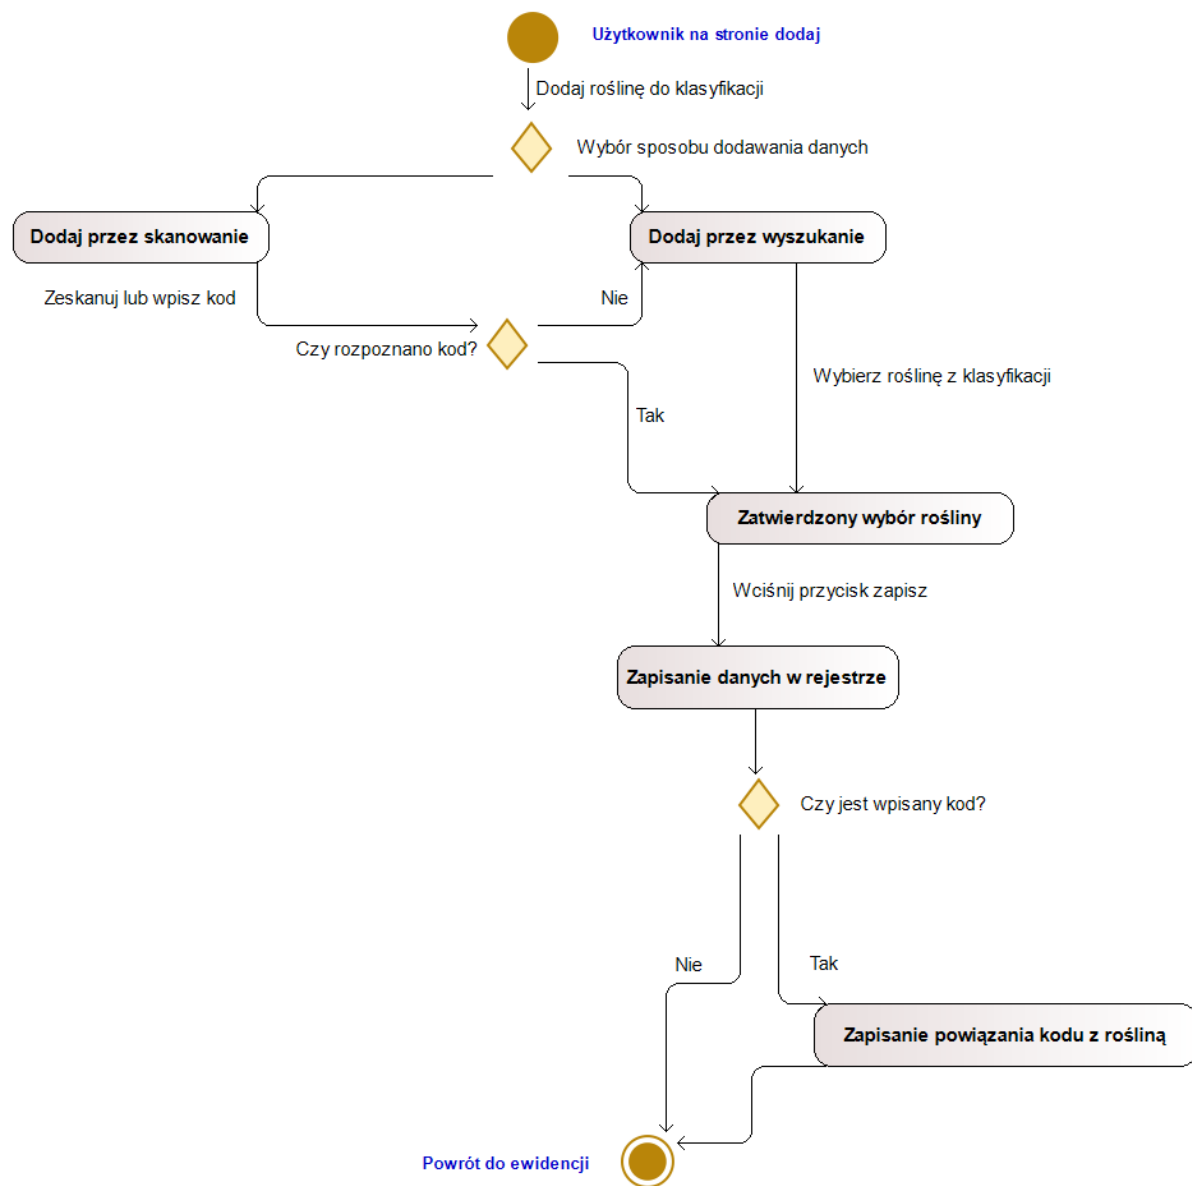 Użytkownik na stronie dodaj
Dodaj roślinę do klasyfikacji
Wybór sposobu dodawania danych
Dodaj przez skanowanie
Dodaj przez wyszukanie
Zeskanuj lub wpisz kod
Nie
Czy rozpoznano kod?
Wybierz roślinę z klasyfikacji
Tak
Zatwierdzony wybór rośliny
Wciśnij przycisk zapisz
Zapisanie danych w rejestrze
Czy jest wpisany kod?
Nie
Tak
Zapisanie powiązania kodu z rośliną
Powrót do ewidencji